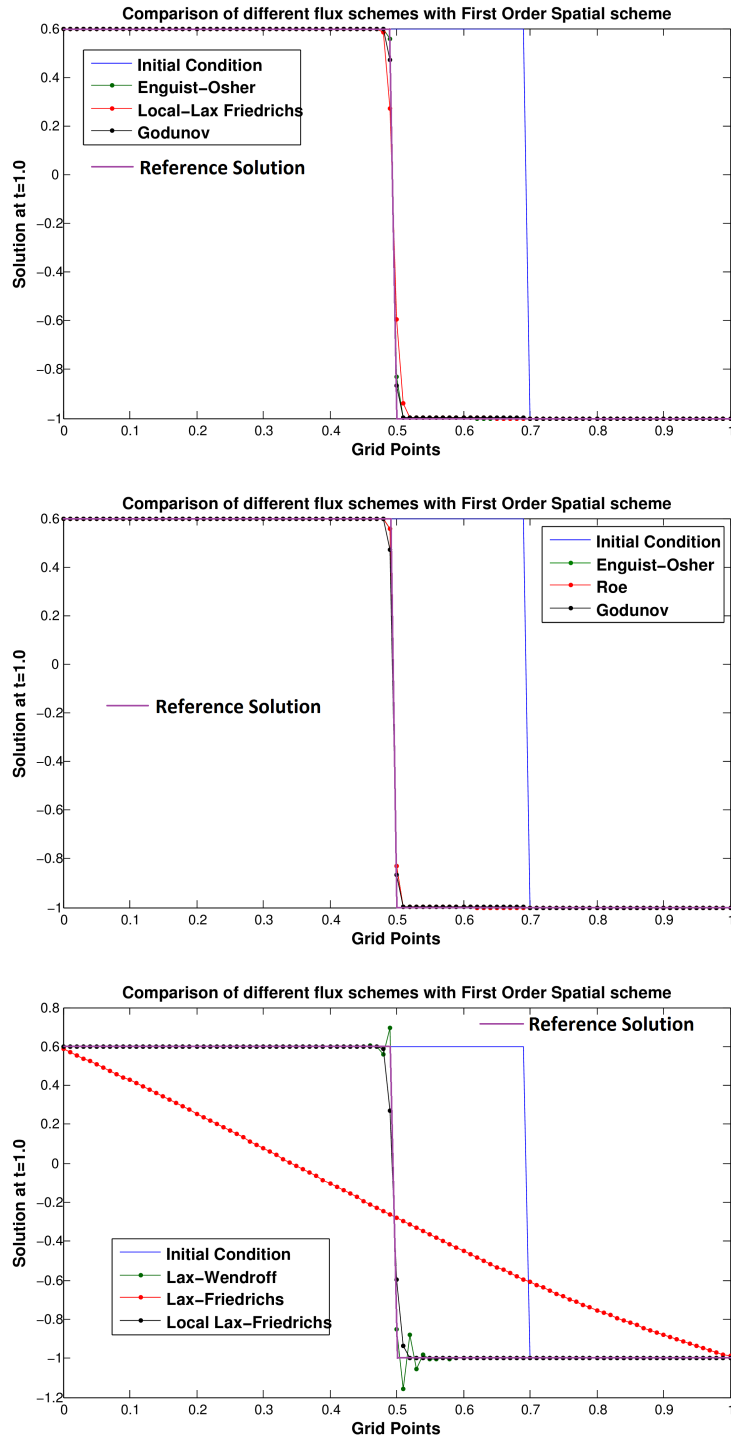 Comparison of different flux schemes with First Order Spatial scheme
0.6
0.4
0.2
0
−0.2
−0.4
−0.6
−0.8
−1
Solution at t=1.0
Initial Condition
Enguist−Osher
Local−Lax Friedrichs
Godunov
Reference Solution
0 0.1 0.2 0.3 0.4 0.5 0.6 0.7 0.8 0.9 1
Grid Points
Comparison of different flux schemes with First Order Spatial scheme
0.6
0.4
0.2
0
−0.2
−0.4
−0.6
−0.8
−1
Solution at t=1.0
Initial Condition
Enguist−Osher
Roe
Godunov
Reference Solution
0 0.1 0.2 0.3 0.4 0.5 0.6 0.7 0.8 0.9 1
Grid Points
Comparison of different flux schemes with First Order Spatial scheme
0.8
0.6
0.4
0.2
0
−0.2
−0.4
−0.6
−0.8
−1
−1.2
Solution at t=1.0
Reference Solution
Initial Condition
Lax−Wendroff
Lax−Friedrichs
Local Lax−Friedrichs
0 0.1 0.2 0.3 0.4 0.5 0.6 0.7 0.8 0.9 1
Grid Points